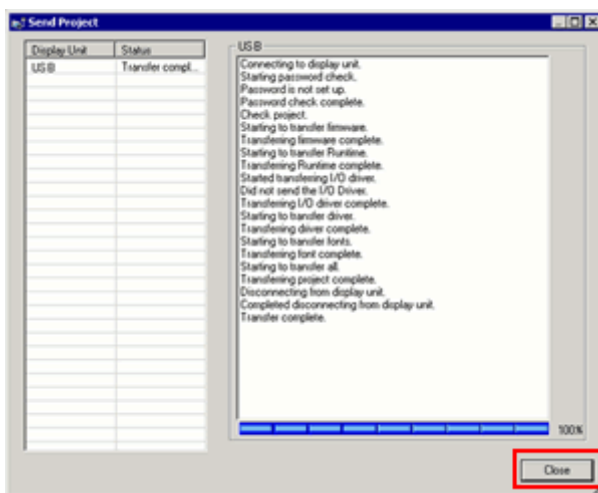 Send Project
Display Unit Status
USB Transfer compl...
USB
Connecting to display unit.
Starting password check.
Password is not set up.
Password check complete.
Check project.
Starting to transfer firmware.
Transferring firmware complete.
Starting to transfer Runtime.
Transferring Runtime complete.
Started transferring I/O driver.
Did not send the I/O Driver.
Transferring I/O driver complete.
Starting to transfer driver.
Transferring driver complete.
Starting to transfer fonts.
Transferring font complete.
Starting to transfer all.
Transferring project complete.
Disconnecting from display unit.
Completed disconnecting from display unit.
Transfer complete.
100%
Close